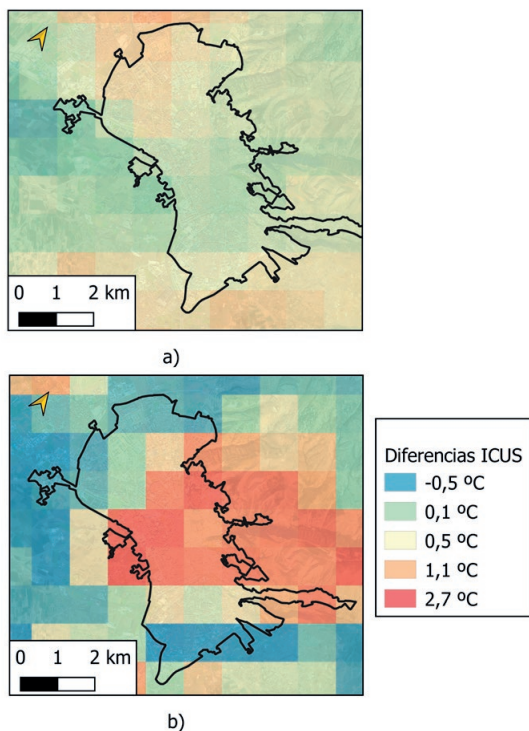 0 1 2 km
a)
Diferencias ICUS
-0,5 ºC
0,1 ºC
0,5 ºC
1,1 ºC
2,7 ºC
0 1 2 km
b)